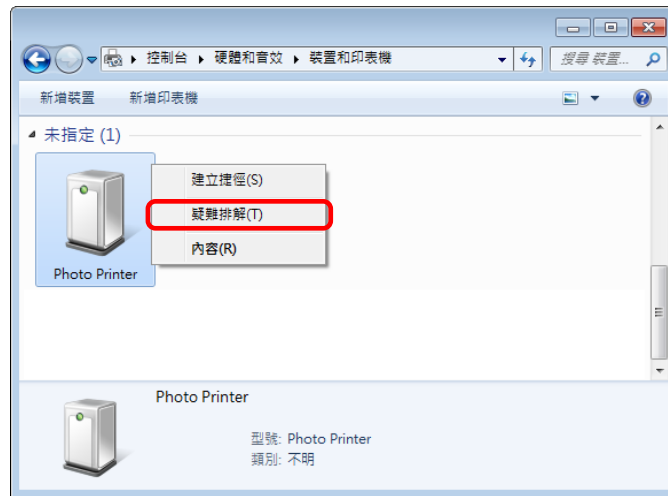 控制台 ▸ 硬體和音效 ▸ 裝置和印表機
搜尋 裝置...
新增裝置 新增印表機
未指定 (1)
建立捷徑(S)
疑難排解(T)
內容(R)
Photo Printer
Photo Printer
型號: Photo Printer
類別: 不明